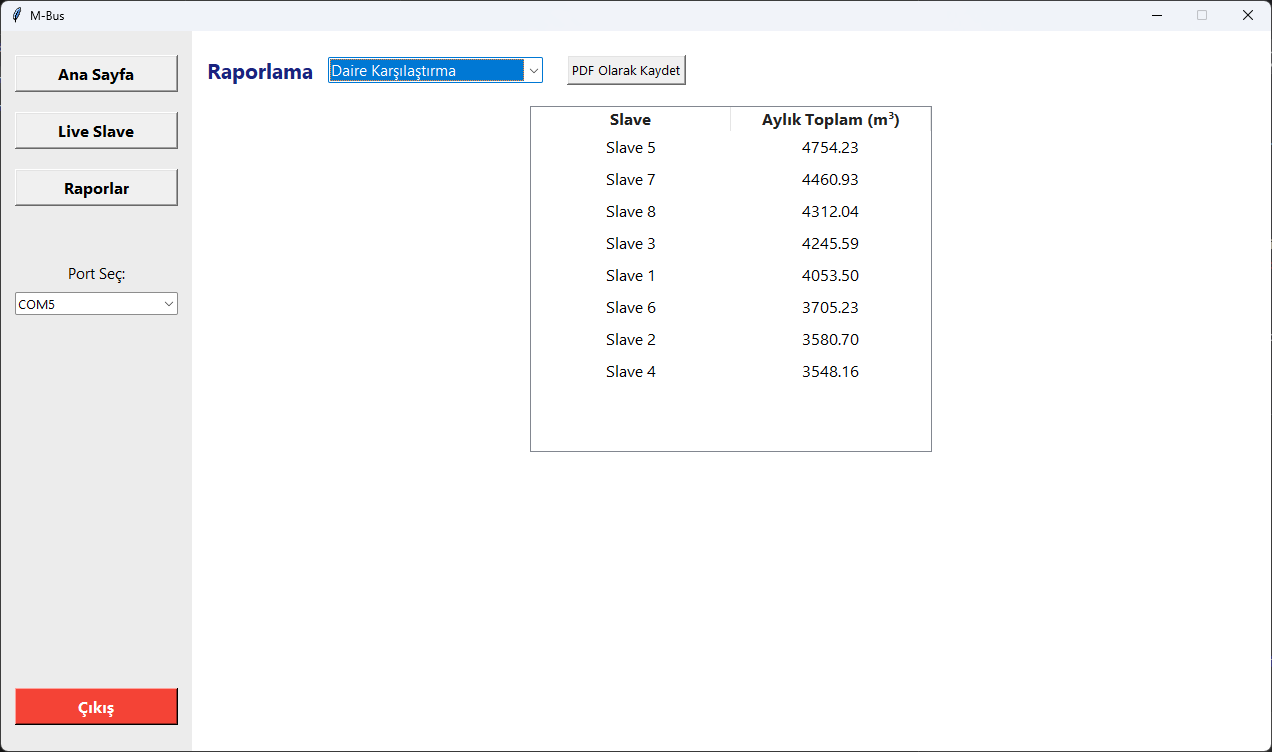 M-Bus
Ana Sayfa
Live Slave
Raporlar
Port Seç:
COM5
Çıkış
Raporlama
Daire Karşılaştırma
PDF Olarak Kaydet
Slave Aylık Toplam (m³)
Slave 5 4754.23
Slave 7 4460.93
Slave 8 4312.04
Slave 3 4245.59
Slave 1 4053.50
Slave 6 3705.23
Slave 2 3580.70
Slave 4 3548.16